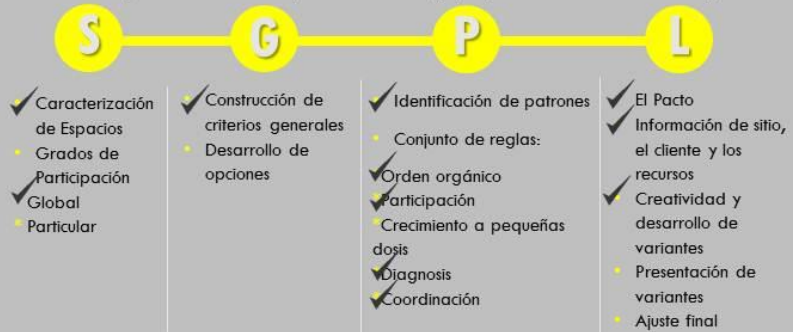 S
G
P
L
Caracterización
de Espacios
Grados de
Participación
Global
Particular
Construcción de
criterios generales
Desarrollo de
opciones
Identificación de patrones
Conjunto de reglas:
Orden orgánico
Participación
Crecimiento a pequeñas
dosis
Diagnosis
Coordinación
El Pacto
Información de sitio,
el cliente y los
recursos
Creatividad y
desarrollo de
variantes
Presentación de
variantes
Ajuste final